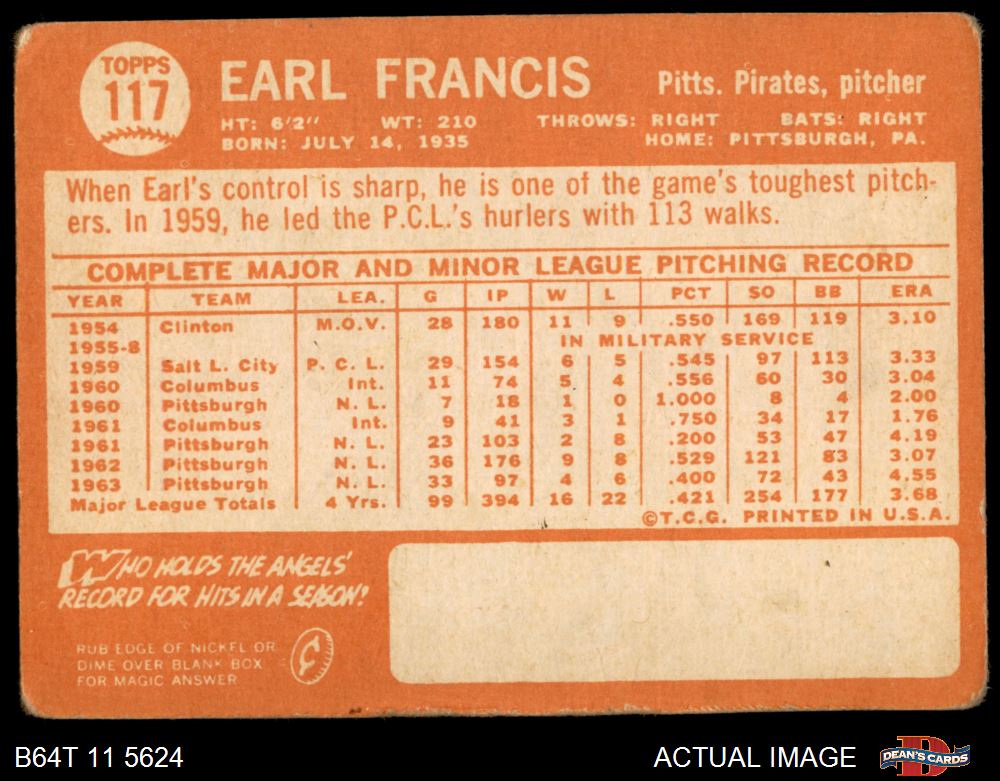 TOPPS
117
EARL FRANCIS
Pitts. Pirates, pitcher
HT: 6'2" WT: 210 THROWS: RIGHT BATS: RIGHT
BORN: JULY 14, 1935 HOME: PITTSBURGH, PA.
When Earl's control is sharp, he is one of the game's toughest pitch-
ers. In 1959, he led the P.C.L.'s hurlers with 113 walks.
COMPLETE MAJOR AND MINOR LEAGUE PITCHING RECORD
YEAR TEAM LEA. G IP W L PCT SO BB ERA
1954 Clinton M.O.V. 28 180 11 9 .550 169 119 3.10
1955-8 IN MILITARY SERVICE
1959 Salt L. City P. C. L. 29 154 6 5 .545 97 113 3.33
1960 Columbus Int. 11 74 5 4 .556 60 30 3.04
1960 Pittsburgh N. L. 7 18 1 0 1.000 8 4 2.00
1961 Columbus Int. 9 41 3 1 .750 34 17 1.76
1961 Pittsburgh N. L. 23 103 2 8 .200 53 47 4.19
1962 Pittsburgh N. L. 36 176 9 8 .529 121 83 3.07
1963 Pittsburgh N. L. 33 97 4 6 .400 72 43 4.55
Major League Totals 4 Yrs. 99 394 16 22 .421 254 177 3.68
©T.C.G. PRINTED IN U.S.A.
WHO HOLDS THE ANGELS'
RECORD FOR HITS IN A SEASON?
RUB EDGE OF NICKEL OR
DIME OVER BLANK BOX
FOR MAGIC ANSWER
¢
B64T 11 5624 ACTUAL IMAGE
D
DEAN'S CARDS